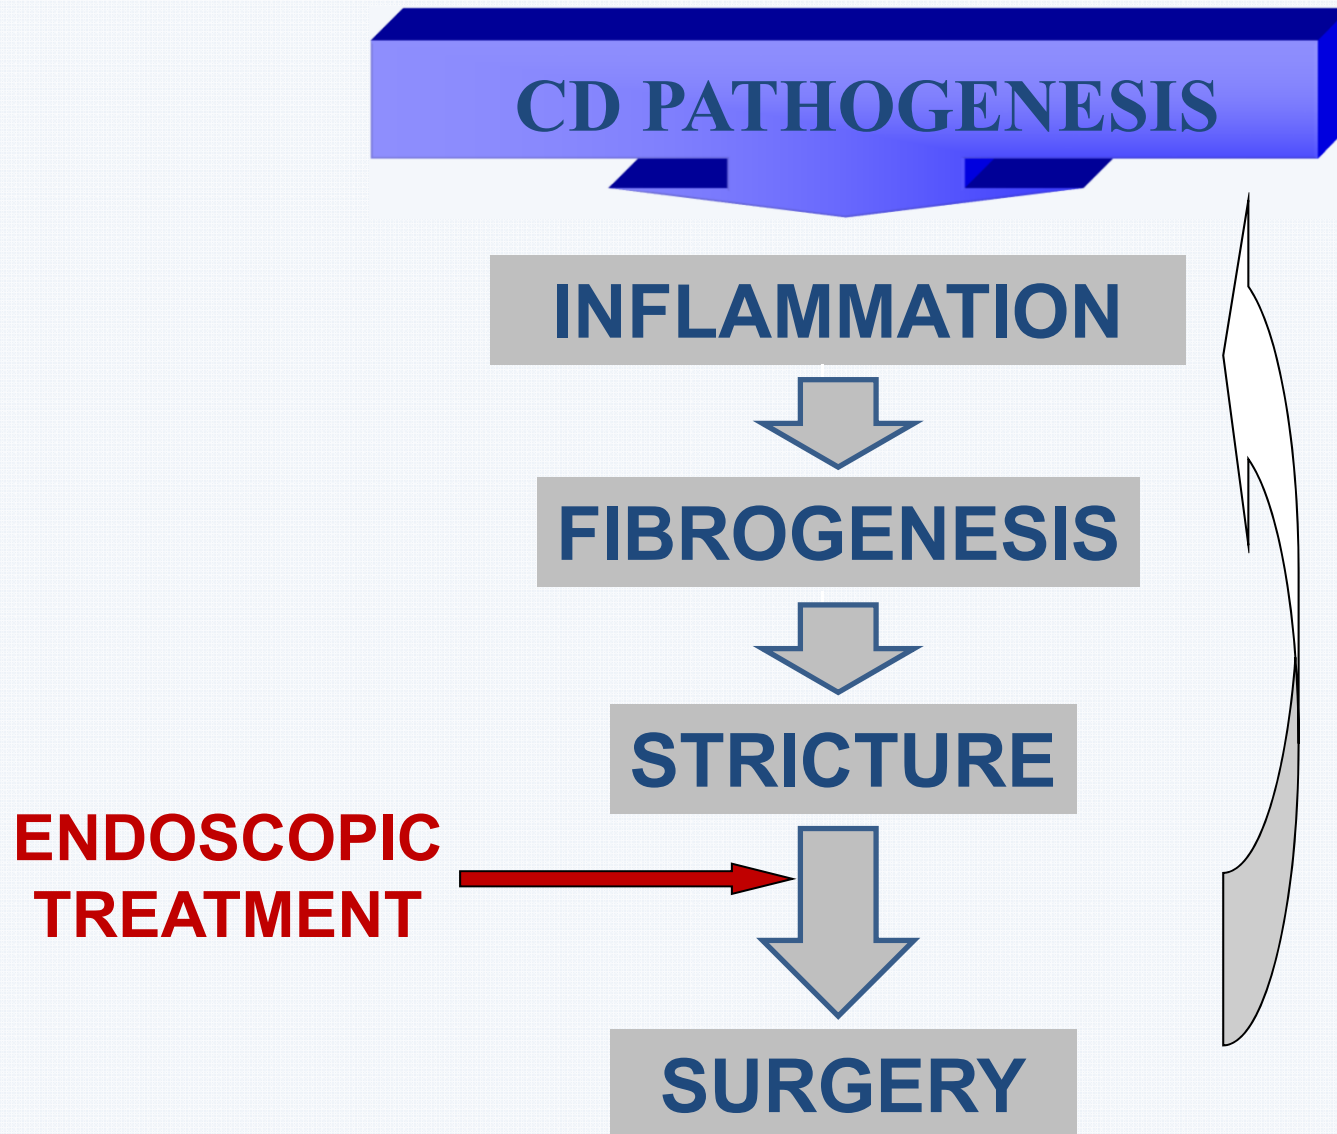 CD PATHOGENESIS
INFLAMMATION
FIBROGENESIS
STRICTURE
ENDOSCOPIC
TREATMENT
SURGERY